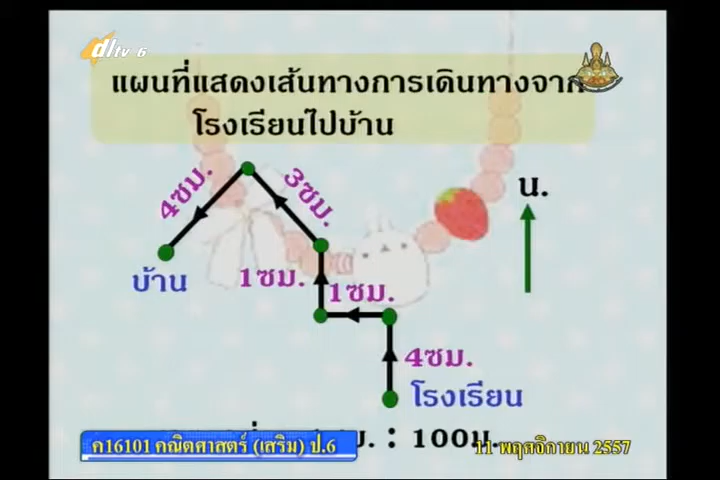 dltv 6
แผนที่แสดงเส้นทางการเดินทางจาก
โรงเรียนไปบ้าน
4ซม.
3ซม.
น.
บ้าน
1ซม.
1ซม.
4ซม.
โรงเรียน
ม. : 100ม.
ค16101 คณิตศาสตร์ (เสริม) ป.6
11 พฤศจิกายน 2557